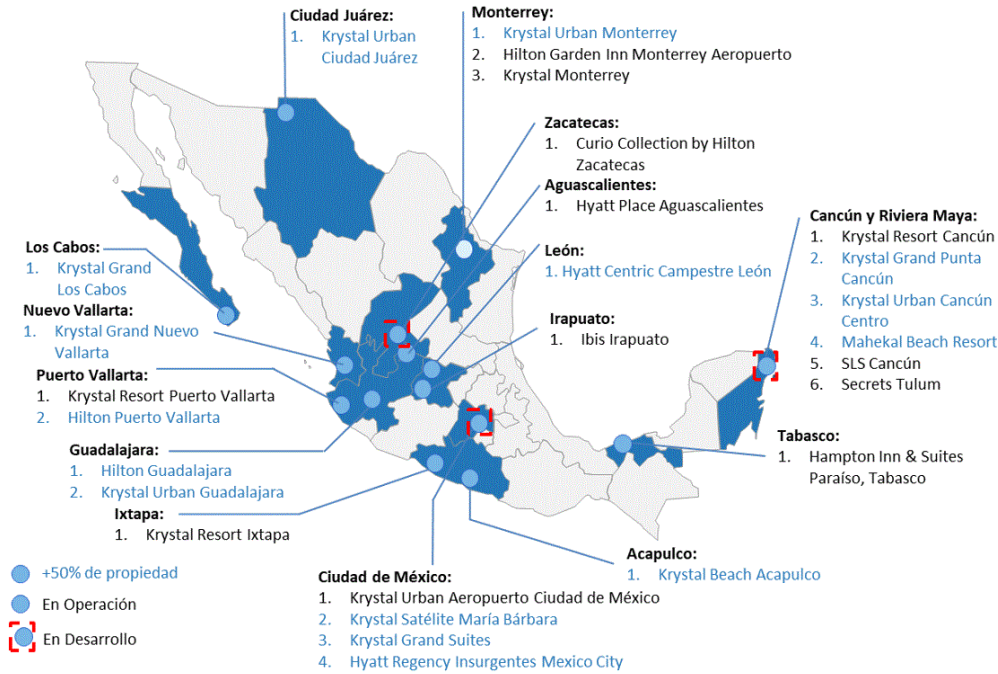 Ciudad Juárez:
1. Krystal Urban
Ciudad Juárez
Monterrey:
1. Krystal Urban Monterrey
2. Hilton Garden Inn Monterrey Aeropuerto
3. Krystal Monterrey
Zacatecas:
1. Curio Collection by Hilton
Zacatecas
Aguascalientes:
1. Hyatt Place Aguascalientes
León:
1. Hyatt Centric Campestre León
Irapuato:
1. Ibis Irapuato
Cancún y Riviera Maya:
1. Krystal Resort Cancún
2. Krystal Grand Punta
Cancún
3. Krystal Urban Cancún
Centro
4. Mahekal Beach Resort
5. SLS Cancún
6. Secrets Tulum
Tabasco:
1. Hampton Inn & Suites
Paraíso, Tabasco
Los Cabos:
1. Krystal Grand
Los Cabos
Nuevo Vallarta:
1. Krystal Grand Nuevo
Vallarta
Puerto Vallarta:
1. Krystal Resort Puerto Vallarta
2. Hilton Puerto Vallarta
Guadalajara:
1. Hilton Guadalajara
2. Krystal Urban Guadalajara
Ixtapa:
1. Krystal Resort Ixtapa
Acapulco:
1. Krystal Beach Acapulco
Ciudad de México:
1. Krystal Urban Aeropuerto Ciudad de México
2. Krystal Satélite María Bárbara
3. Krystal Grand Suites
4. Hyatt Regency Insurgentes Mexico City
+50% de propiedad
En Operación
En Desarrollo